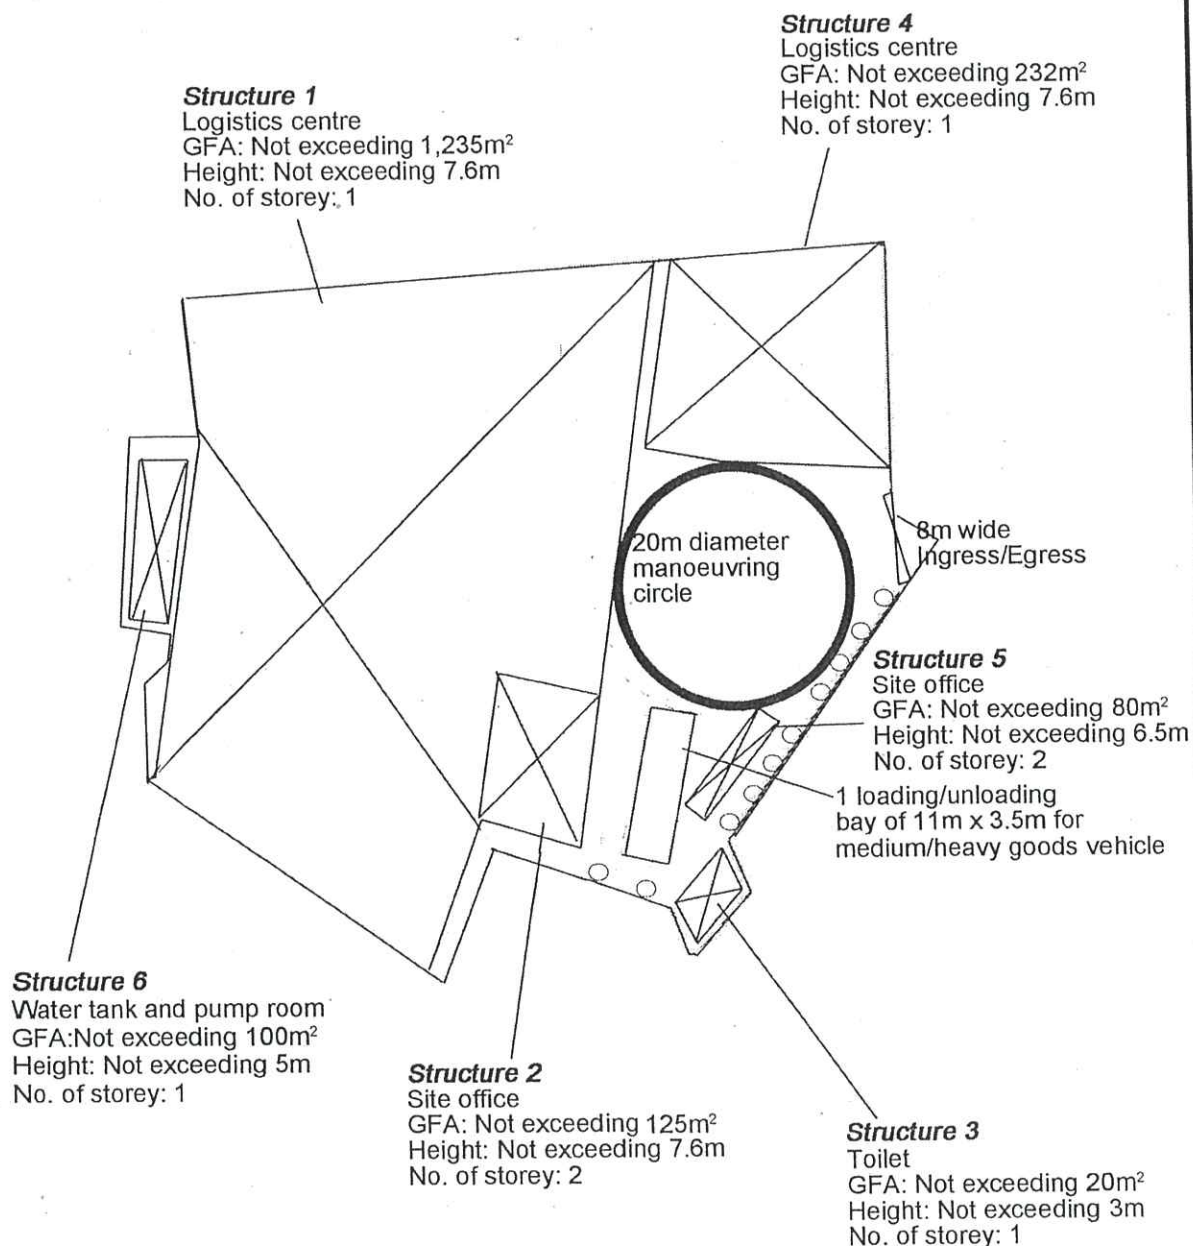 Structure 4
Logistics centre
GFA: Not exceeding 232m²
Height: Not exceeding 7.6m
No. of storey: 1
Structure 1
Logistics centre
GFA: Not exceeding 1,235m²
Height: Not exceeding 7.6m
No. of storey: 1
20m diameter
manoeuvring
circle
8m wide
Ingress/Egress
Structure 5
Site office
GFA: Not exceeding 80m²
Height: Not exceeding 6.5m
No. of storey: 2
1 loading/unloading
bay of 11m x 3.5m for
medium/heavy goods vehicle
Structure 6
Water tank and pump room
GFA:Not exceeding 100m²
Height: Not exceeding 5m
No. of storey: 1
Structure 2
Site office
GFA: Not exceeding 125m²
Height: Not exceeding 7.6m
No. of storey: 2
Structure 3
Toilet
GFA: Not exceeding 20m²
Height: Not exceeding 3m
No. of storey: 1